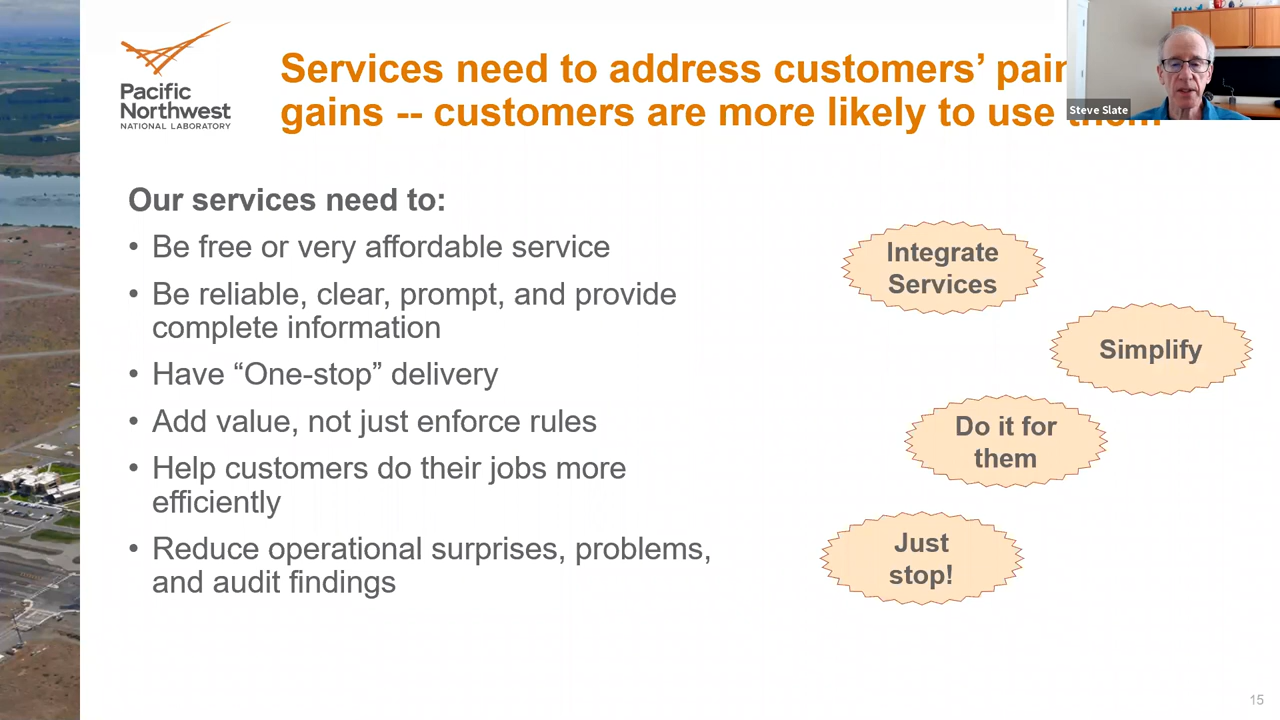 Pacific
Northwest
NATIONAL LABORATORY
Services need to address customers’
gains -- customers are more likely to use
Steve Slate
Our services need to:
• Be free or very affordable service
• Be reliable, clear, prompt, and provide
complete information
• Have “One-stop” delivery
• Add value, not just enforce rules
• Help customers do their jobs more
efficiently
• Reduce operational surprises, problems,
and audit findings
Integrate
Services
Simplify
Do it for
them
Just
stop!
15